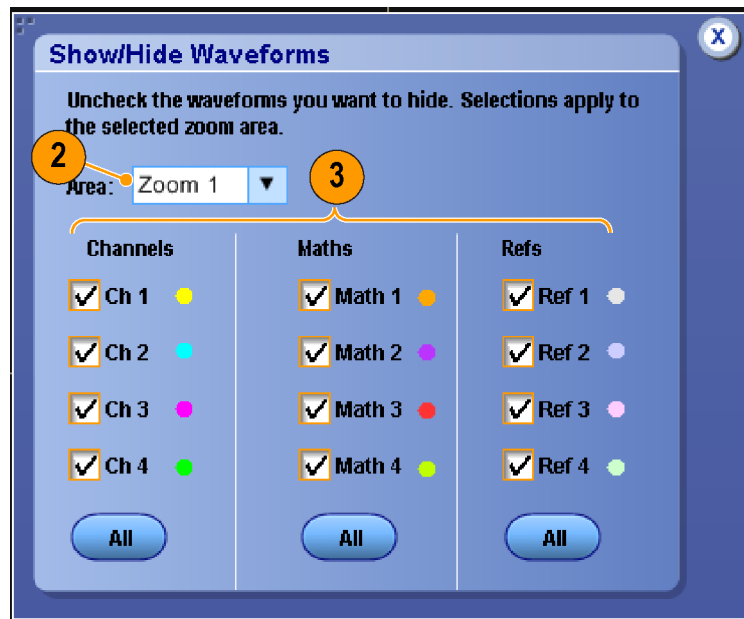 X
Show/Hide Waveforms
Uncheck the waveforms you want to hide. Selections apply to
the selected zoom area.
2
3
Area: Zoom 1
Channels Maths Refs
Ch 1 Math 1 Ref 1
Ch 2 Math 2 Ref 2
Ch 3 Math 3 Ref 3
Ch 4 Math 4 Ref 4
All All All